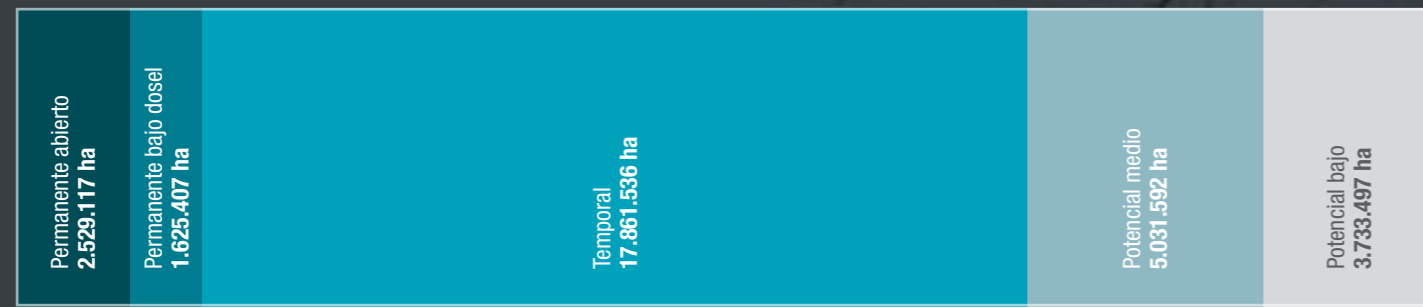 Permanente abierto
2.529.117 ha
Permanente bajo dosel
1.625.407 ha
Temporal
17.861.536 ha
Potencial medio
5.031.592 ha
Potencial bajo
3.733.497 ha